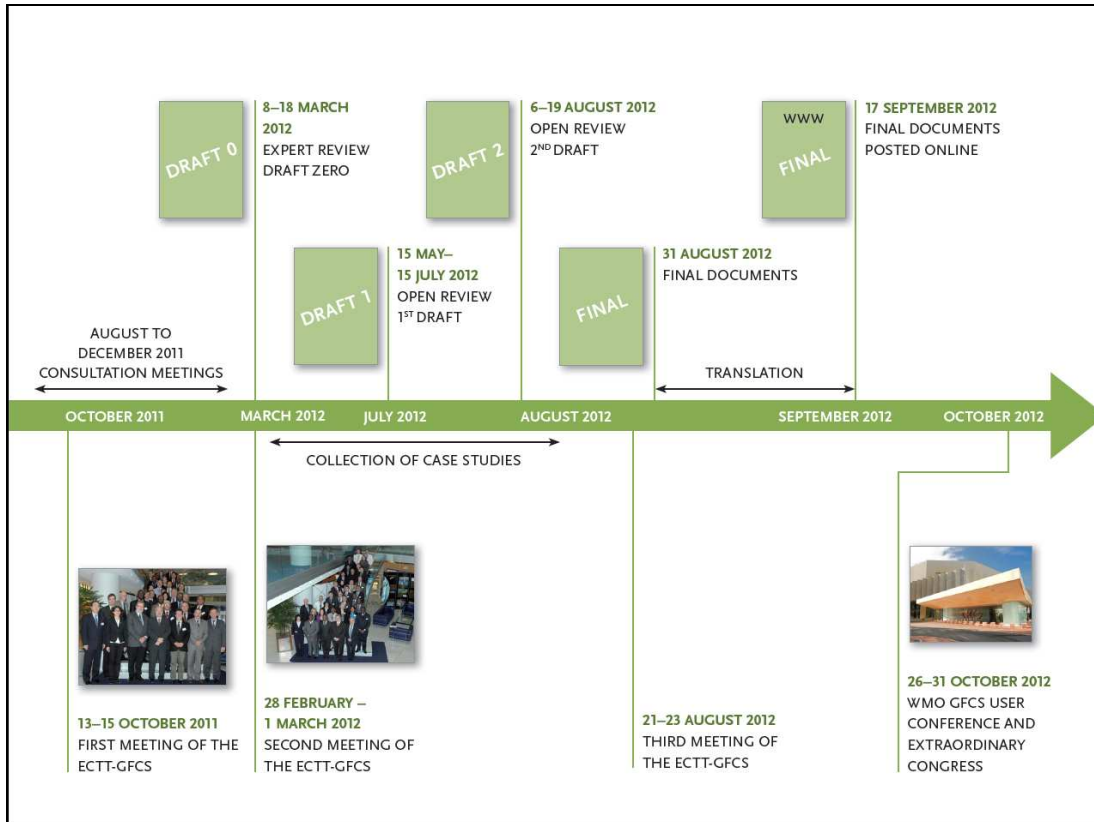 DRAFT 0
8–18 MARCH
2012
EXPERT REVIEW
DRAFT ZERO
DRAFT 2
6–19 AUGUST 2012
OPEN REVIEW
2ND DRAFT
WWW
FINAL
17 SEPTEMBER 2012
FINAL DOCUMENTS
POSTED ONLINE
DRAFT 1
15 MAY–
15 JULY 2012
OPEN REVIEW
1ST DRAFT
FINAL
31 AUGUST 2012
FINAL DOCUMENTS
AUGUST TO
DECEMBER 2011
CONSULTATION MEETINGS
TRANSLATION
OCTOBER 2011
MARCH 2012
JULY 2012
AUGUST 2012
SEPTEMBER 2012
OCTOBER 2012
COLLECTION OF CASE STUDIES
13–15 OCTOBER 2011
FIRST MEETING OF THE
ECTT-GFCS
28 FEBRUARY –
1 MARCH 2012
SECOND MEETING OF
THE ECTT-GFCS
21–23 AUGUST 2012
THIRD MEETING OF
THE ECTT-GFCS
26–31 OCTOBER 2012
WMO GFCS USER
CONFERENCE AND
EXTRAORDINARY
CONGRESS